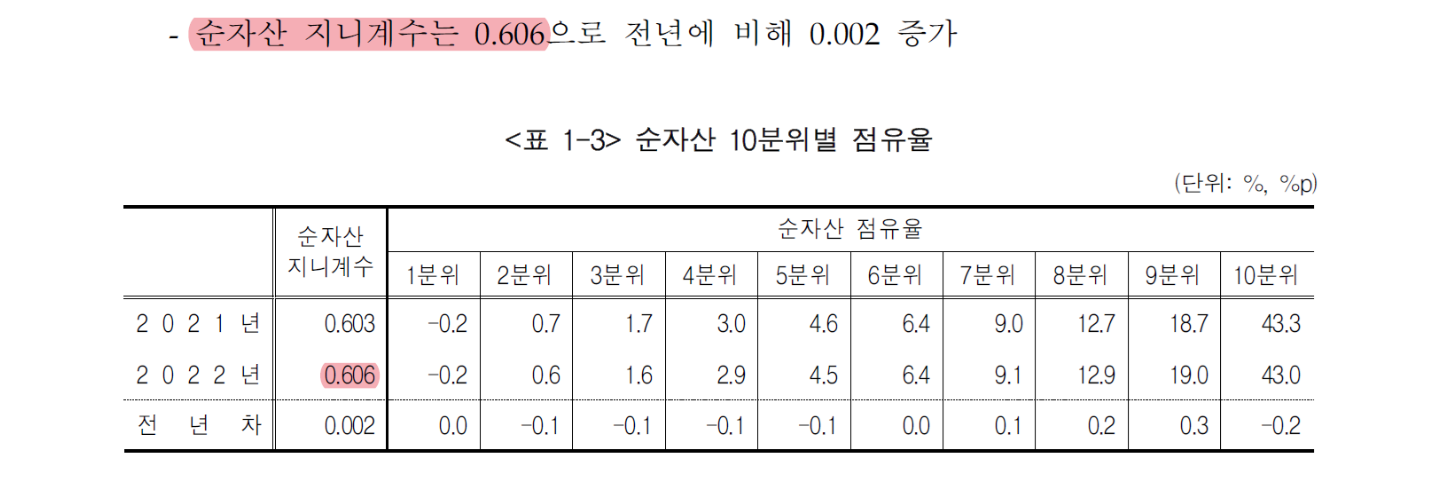 - 순자산 지니계수는 0.606으로 전년에 비해 0.002 증가
<표 1-3> 순자산 10분위별 점유율
(단위: %, %p)
순자산 지니계수 순자산 점유율
1분위 2분위 3분위 4분위 5분위 6분위 7분위 8분위 9분위 10분위
2021년 0.603 -0.2 0.7 1.7 3.0 4.6 6.4 9.0 12.7 18.7 43.3
2022년 0.606 -0.2 0.6 1.6 2.9 4.5 6.4 9.1 12.9 19.0 43.0
전년차 0.002 0.0 -0.1 -0.1 -0.1 -0.1 0.0 0.1 0.2 0.3 -0.2